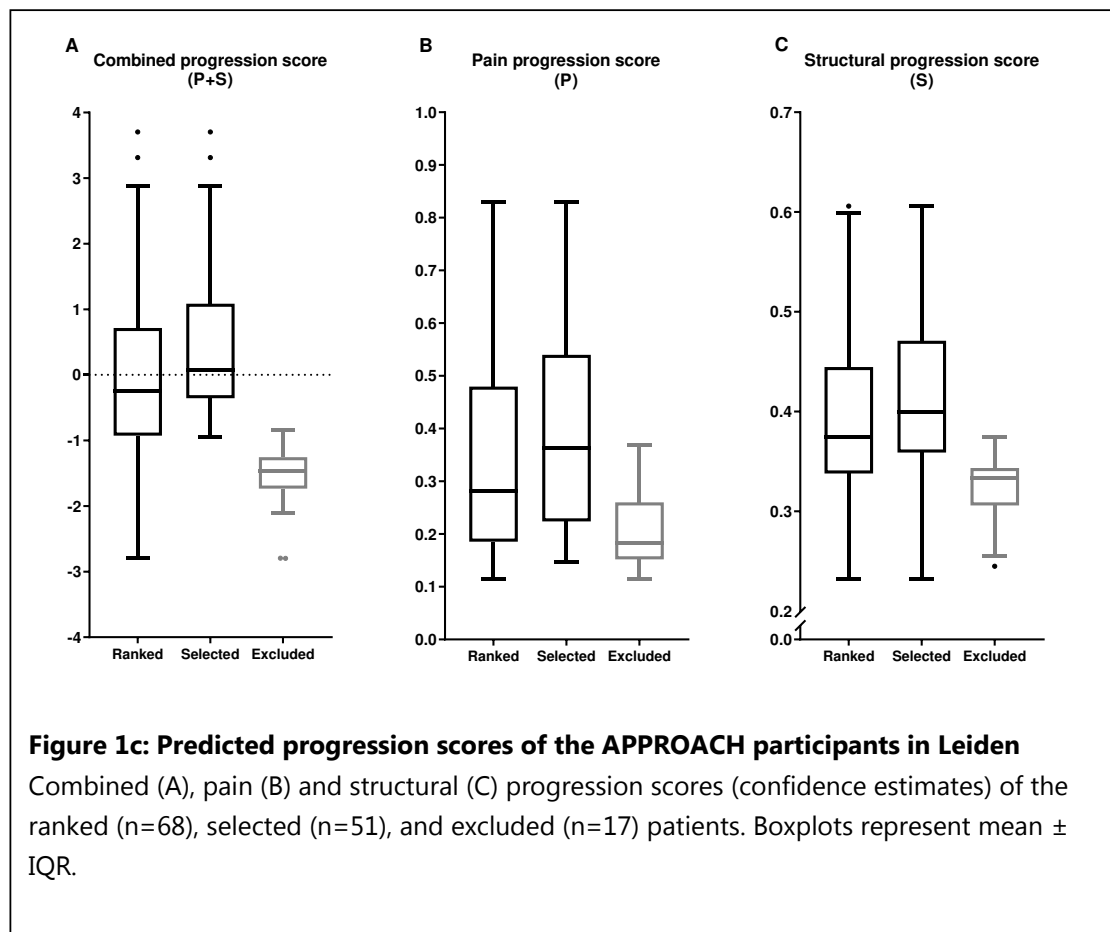 A
Combined progression score
(P+S)
4
3
2
1
0
-1
-2
-3
-4
Ranked Selected Excluded
B
Pain progression score
(P)
1.0
0.9
0.8
0.7
0.6
0.5
0.4
0.3
0.2
0.1
0.0
Ranked Selected Excluded
C
Structural progression score
(S)
0.7
0.6
0.5
0.4
0.3
0.2
0.0
Ranked Selected Excluded
Figure 1c: Predicted progression scores of the APPROACH participants in Leiden
Combined (A), pain (B) and structural (C) progression scores (confidence estimates) of the
ranked (n=68), selected (n=51), and excluded (n=17) patients. Boxplots represent mean ±
IQR.